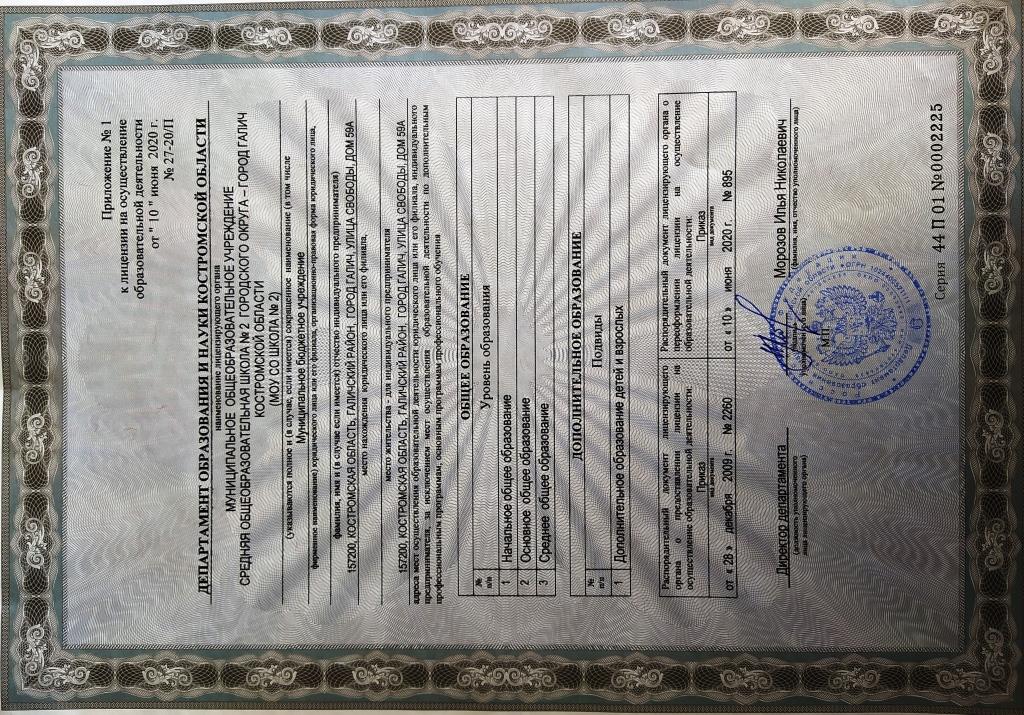 Приложение № 1
к лицензии на осуществление
образовательной деятельности
от " 10 " июня 2020 г.
№ 27-20/П
ДЕПАРТАМЕНТ ОБРАЗОВАНИЯ И НАУКИ КОСТРОМСКОЙ ОБЛАСТИ
наименование лицензирующего органа
МУНИЦИПАЛЬНОЕ ОБЩЕОБРАЗОВАТЕЛЬНОЕ УЧРЕЖДЕНИЕ
СРЕДНЯЯ ОБЩЕОБРАЗОВАТЕЛЬНАЯ ШКОЛА № 2 ГОРОДСКОГО ОКРУГА – ГОРОД ГАЛИЧ
КОСТРОМСКОЙ ОБЛАСТИ
(МОУ СО ШКОЛА № 2)
(указываются полное и (в случае, если имеется) сокращенное наименование (в том числе
Муниципальное бюджетное учреждение
фирменное наименование) юридического лица или его филиала, организационно-правовая форма юридического лица,
фамилия, имя и (в случае если имеется) отчество индивидуального предпринимателя)
157200, КОСТРОМСКАЯ ОБЛАСТЬ, ГАЛИЧСКИЙ РАЙОН, ГОРОД ГАЛИЧ, УЛИЦА СВОБОДЫ, ДОМ 59А
место нахождения юридического лица или его филиала,
место жительства - для индивидуального предпринимателя
157200, КОСТРОМСКАЯ ОБЛАСТЬ, ГАЛИЧСКИЙ РАЙОН, ГОРОД ГАЛИЧ, УЛИЦА СВОБОДЫ, ДОМ 59А
адреса мест осуществления образовательной деятельности юридического лица или его филиала, индивидуального
предпринимателя, за исключением мест осуществления образовательной деятельности по дополнительным
профессиональным программам, основным программам профессионального обучения
ОБЩЕЕ ОБРАЗОВАНИЕ
№ п/п Уровень образования
1 Начальное общее образование
2 Основное общее образование
3 Среднее общее образование
ДОПОЛНИТЕЛЬНОЕ ОБРАЗОВАНИЕ
№ п/п Подвиды
1 Дополнительное образование детей и взрослых
Распорядительный документ лицензирующего
органа о предоставлении лицензии на
осуществление образовательной деятельности:
Приказ
вид документа
от « 28 » декабря 2009 г. № 2260
Распорядительный документ лицензирующего органа о
переоформлении лицензии на осуществление
образовательной деятельности:
Приказ
вид документа
от « 10 » июня 2020 г. № 895
Директор департамента
(должность уполномоченного
лица лицензирующего органа)
МП
Морозов Илья Николаевич
(фамилия, имя, отчество уполномоченного лица)
Серия 44 П 01 № 0002225